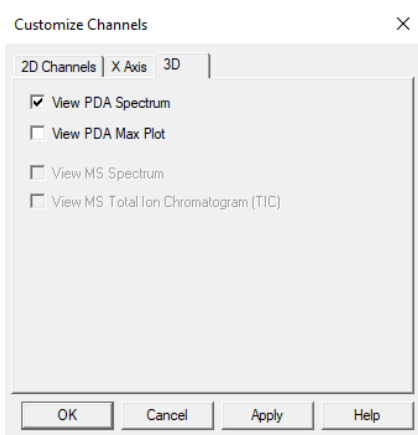 Customize Channels
2D Channels X Axis 3D
View PDA Spectrum
View PDA Max Plot
View MS Spectrum
View MS Total Ion Chromatogram (TIC)
OK Cancel Apply Help